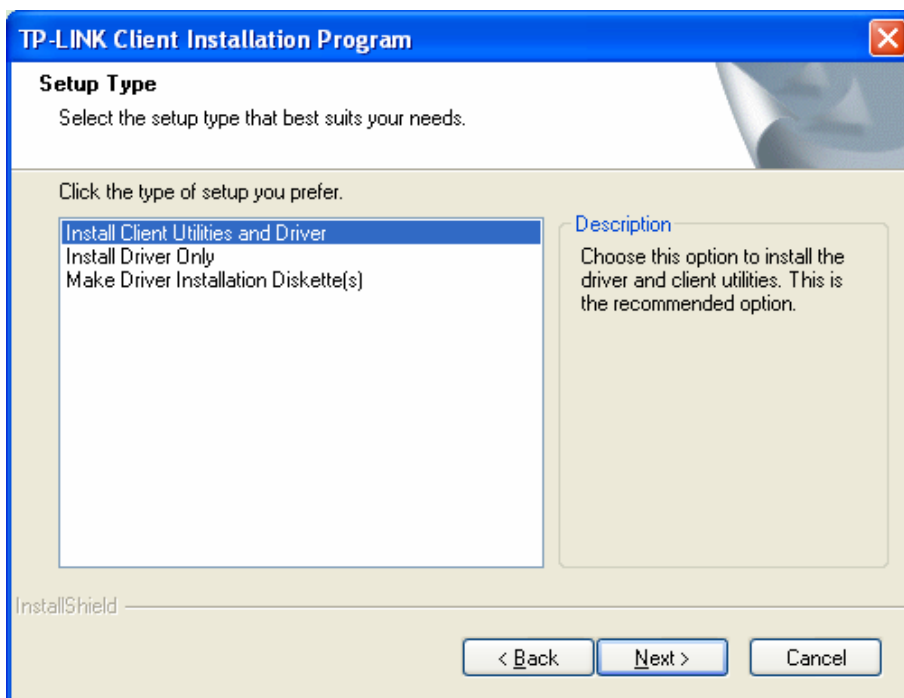 TP-LINK Client Installation Program
Setup Type
Select the setup type that best suits your needs.
Click the type of setup you prefer.
Install Client Utilities and Driver
Install Driver Only
Make Driver Installation Diskette(s)
Description
Choose this option to install the
driver and client utilities. This is
the recommended option.
InstallShield
< Back
Next >
Cancel